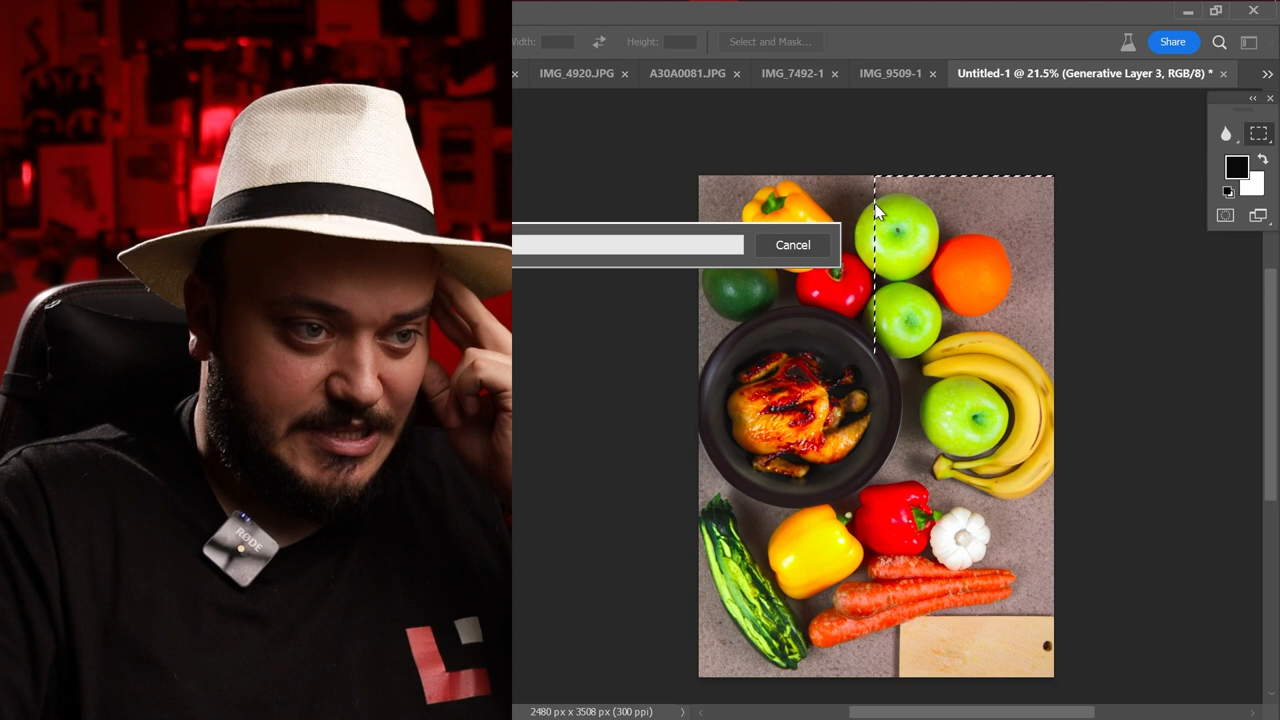 Width:
Height:
Select and Mask...
Share
IMG_4920.JPG
A30A0081.JPG
IMG_7492-1
IMG_9509-1
Untitled-1 @ 21.5% (Generative Layer 3, RGB/8) *
Cancel
RØDE
2480 px x 3508 px (300 ppi)